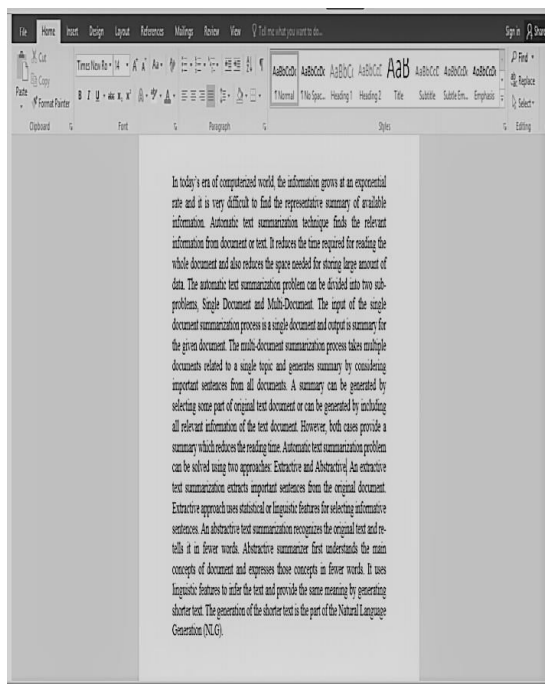 File Home Insert Design Layout References Mailings Review View Tell me what you want to do... Sign in Share
Cut
Copy
Paste
Format Painter
Times New Ro 14 A A Aa
B I U abc x, x²
Find
Replace
Select
AaBbCcDc AaBbCcDc AaBbC AaBbCcC AaB AaBbCcC AaBbCcDc AaBbCcDc
¶ Normal ¶ No Spac... Heading 1 Heading 2 Title Subtitle Subtle Em... Emphasis
Clipboard Font Paragraph Styles Editing
In today's era of computerized world, the information grows at an exponential
rate and it is very difficult to find the representative summary of available
information. Automatic text summarization technique finds the relevant
information from document or text. It reduces the time required for reading the
whole document and also reduces the space needed for storing large amount of
data. The automatic text summarization problem can be divided into two sub-
problems, Single Document and Multi-Document. The input of the single
document summarization process is a single document and output is summary for
the given document. The multi-document summarization process takes multiple
documents related to a single topic and generates summary by considering
important sentences from all documents. A summary can be generated by
selecting some part of original text document or can be generated by including
all relevant information of the text document. However, both cases provide a
summary which reduces the reading time. Automatic text summarization problem
can be solved using two approaches: Extractive and Abstractive. An extractive
text summarization extracts important sentences from the original document.
Extractive approach uses statistical or linguistic features for selecting informative
sentences. An abstractive text summarization recognizes the original text and re-
tells it in fewer words. Abstractive summarizer first understands the main
concepts of document and expresses those concepts in fewer words. It uses
linguistic features to infer the text and provide the same meaning by generating
shorter text. The generation of the shorter text is the part of the Natural Language
Generation (NLG).